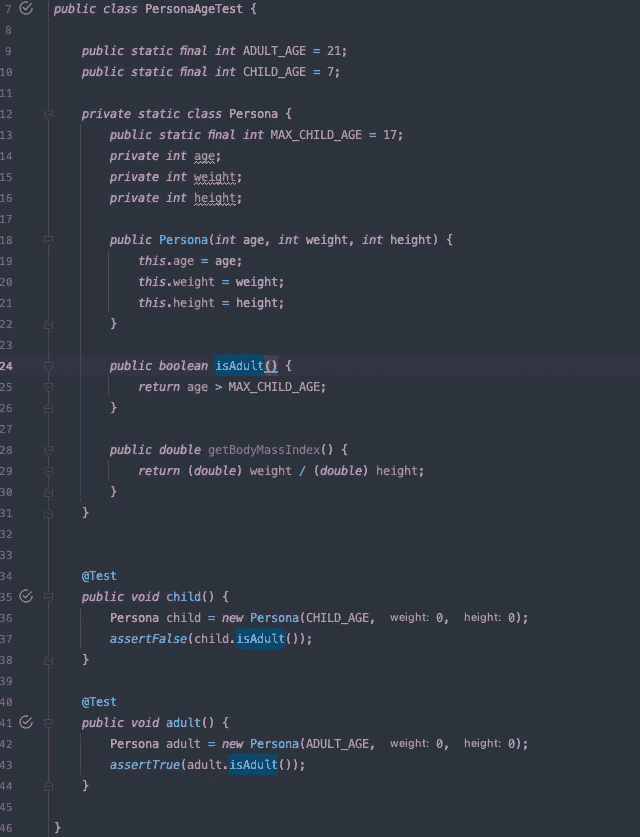 7 public class PersonaAgeTest {
8
9 public static final int ADULT_AGE = 21;
10 public static final int CHILD_AGE = 7;
11
12 private static class Persona {
13 public static final int MAX_CHILD_AGE = 17;
14 private int age;
15 private int weight;
16 private int height;
17
18 public Persona(int age, int weight, int height) {
19 this.age = age;
20 this.weight = weight;
21 this.height = height;
22 }
23
24 public boolean isAdult() {
25 return age > MAX_CHILD_AGE;
26 }
27
28 public double getBodyMassIndex() {
29 return (double) weight / (double) height;
30 }
31 }
32
33
34 @Test
35 public void child() {
36 Persona child = new Persona(CHILD_AGE, weight: 0, height: 0);
37 assertFalse(child.isAdult());
38 }
39
40 @Test
41 public void adult() {
42 Persona adult = new Persona(ADULT_AGE, weight: 0, height: 0);
43 assertTrue(adult.isAdult());
44 }
45
46 }